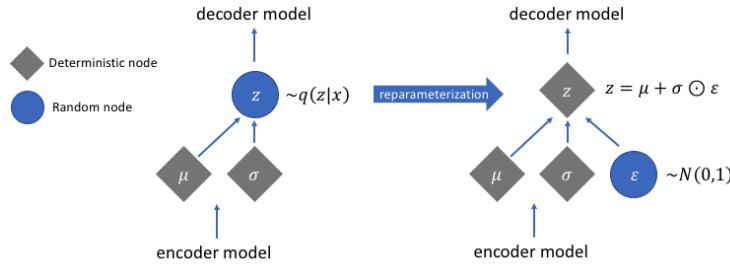 decoder model
decoder model
Deterministic node
Random node
z
~q(z|x)
reparameterization
z
z = μ + σ ⊙ ε
μ
σ
μ
σ
ε
~N(0,1)
encoder model
encoder model